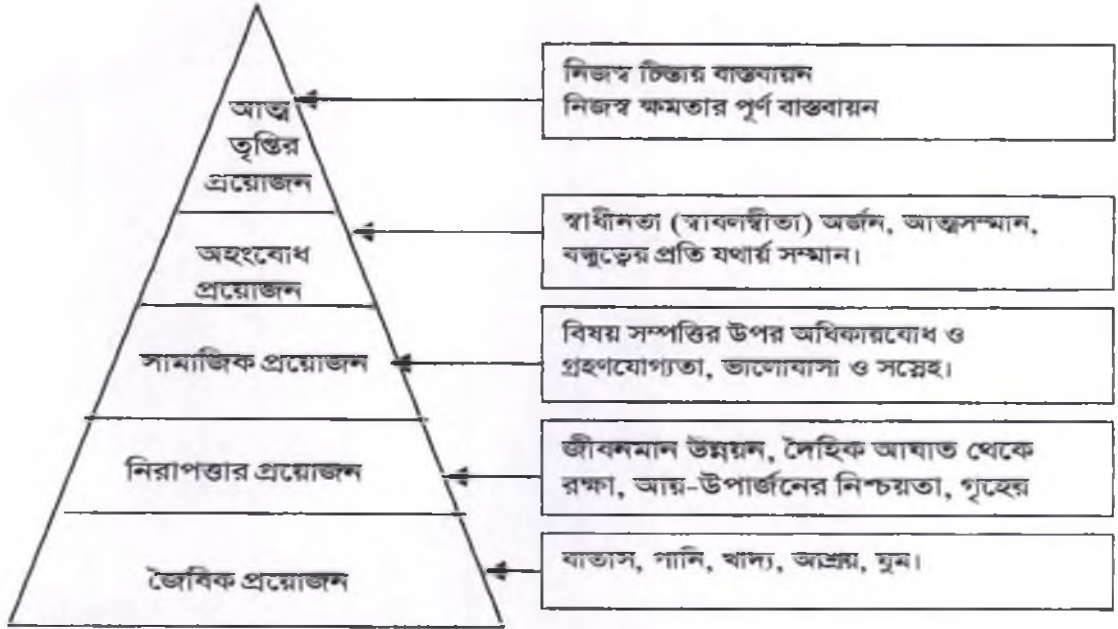 আত্ম
তৃপ্তির
প্রয়োজন
নিজস্ব চিন্তায় বাস্তবায়ন
নিজস্ব ক্ষমতার পূর্ণ বাস্তবায়ন
অহংবোধ
প্রয়োজন
স্বাধীনতা (স্বাবলম্বীতা) অর্জন, আত্মসম্মান,
বন্ধুত্বের প্রতি যথার্য সম্মান।
সামাজিক প্রয়োজন
বিষয় সম্পত্তির উপর অধিকারবোধ ও
গ্রহণযোগ্যতা, ভালোবাসা ও সস্নেহ।
নিরাপত্তার প্রয়োজন
জীবনমান উন্নয়ন, দৈহিক আঘাত থেকে
রক্ষা, আয়-উপার্জনের নিশ্চয়তা, গৃহের
জৈবিক প্রয়োজন
বাতাস, পানি, খাদ্য, আশ্রয়, ঘুম।